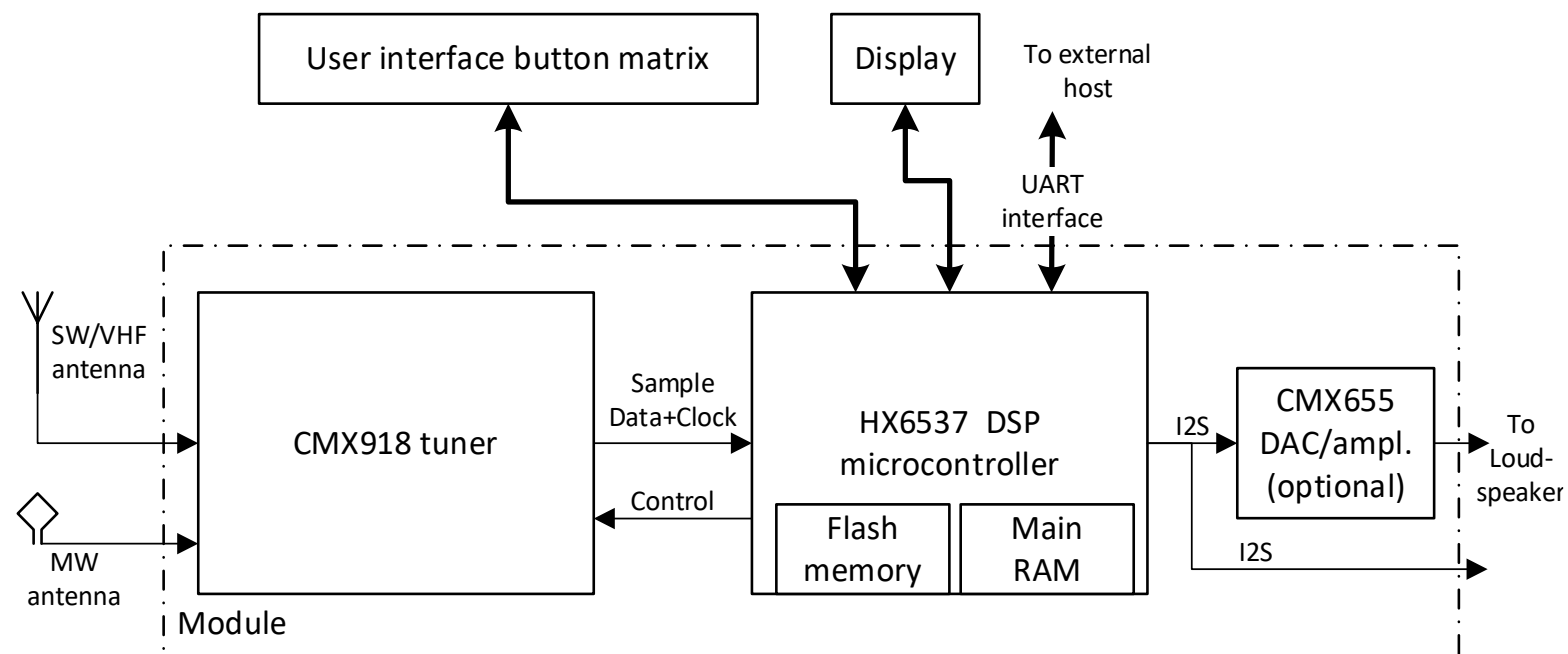 User interface button matrix
Display
To external
host
UART
interface
SW/VHF
antenna
CMX918 tuner
Sample
Data+Clock
Control
HX6537 DSP
microcontroller
Flash
memory
Main
RAM
I2S
CMX655
DAC/ampl.
(optional)
To
Loud-
speaker
I2S
MW
antenna
Module